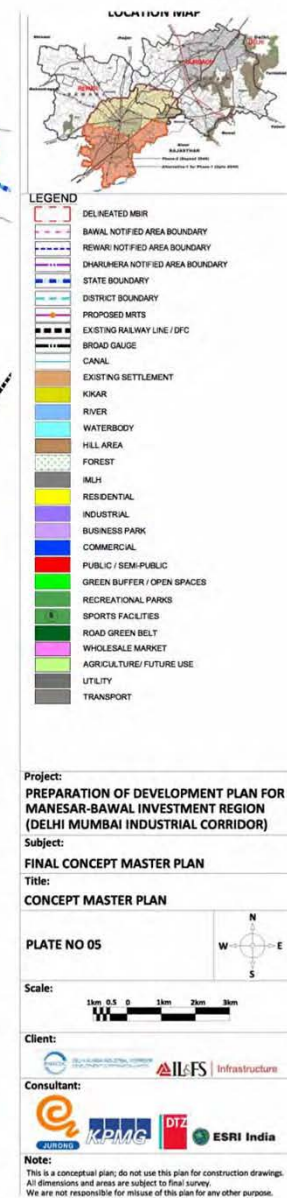 LOCATION MAP
DELHI
GURGAON
REWARI
RAJASTHAN
LEGEND
DELINEATED MBIR
BAWAL NOTIFIED AREA BOUNDARY
REWARI NOTIFIED AREA BOUNDARY
DHARUHERA NOTIFIED AREA BOUNDARY
STATE BOUNDARY
DISTRICT BOUNDARY
PROPOSED MRTS
EXISTING RAILWAY LINE / DFC
BROAD GAUGE
CANAL
EXISTING SETTLEMENT
KIKAR
RIVER
WATERBODY
HILL AREA
FOREST
IMLH
RESIDENTIAL
INDUSTRIAL
BUSINESS PARK
COMMERCIAL
PUBLIC / SEMI-PUBLIC
GREEN BUFFER / OPEN SPACES
RECREATIONAL PARKS
SPORTS FACILITIES
ROAD GREEN BELT
WHOLESALE MARKET
AGRICULTURE/ FUTURE USE
UTILITY
TRANSPORT
Project:
PREPARATION OF DEVELOPMENT PLAN FOR
MANESAR-BAWAL INVESTMENT REGION
(DELHI MUMBAI INDUSTRIAL CORRIDOR)
Subject:
FINAL CONCEPT MASTER PLAN
Title:
CONCEPT MASTER PLAN
PLATE NO 05
N
W E
S
Scale:
1km 0.5 0 1km 2km 3km
Client:
IL&FS | Infrastructure
Consultant:
JURONG KPMG DTZ ESRI India
Note:
This is a conceptual plan; do not use this plan for construction drawings.
All dimensions and areas are subject to final survey.
We are not responsible for misuse of this plan for any other purpose.